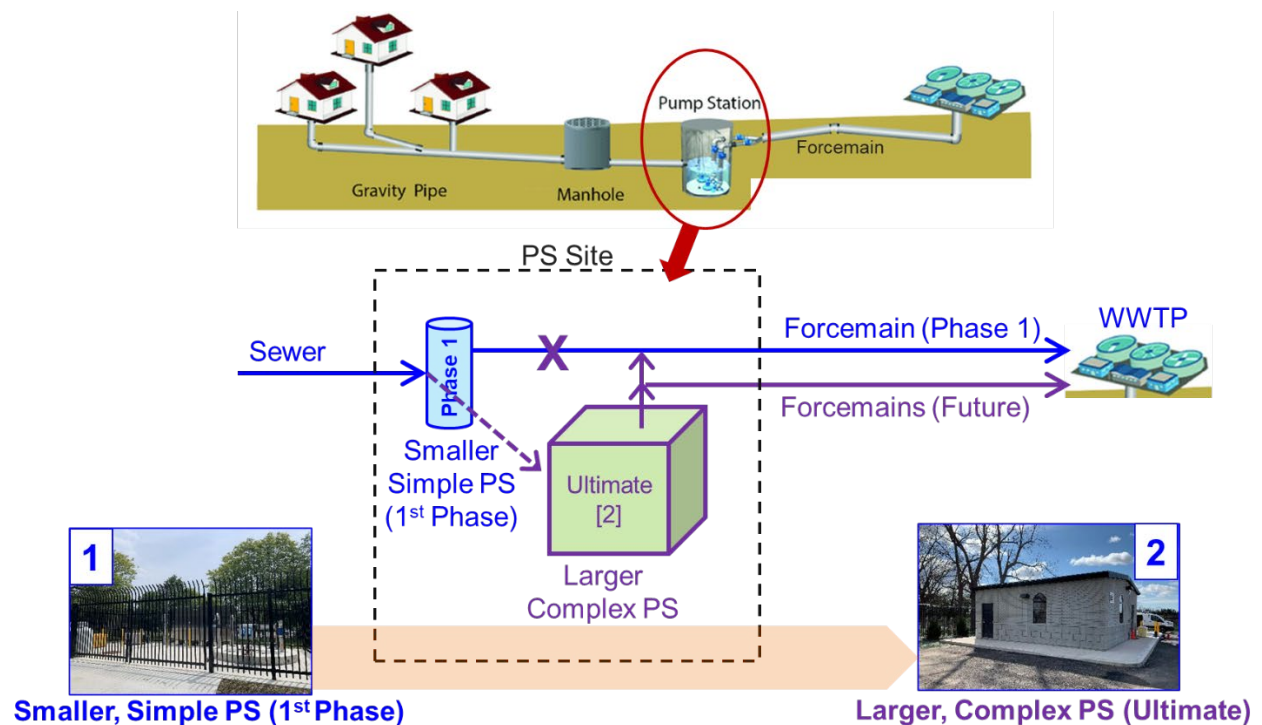 Pump Station
Forcemain
Gravity Pipe
Manhole
PS Site
Sewer
Phase 1
X
Forcemain (Phase 1)
WWTP
Forcemains (Future)
Smaller
Simple PS
(1st Phase)
Ultimate
[2]
Larger
Complex PS
1
2
Smaller, Simple PS (1st Phase)
Larger, Complex PS (Ultimate)